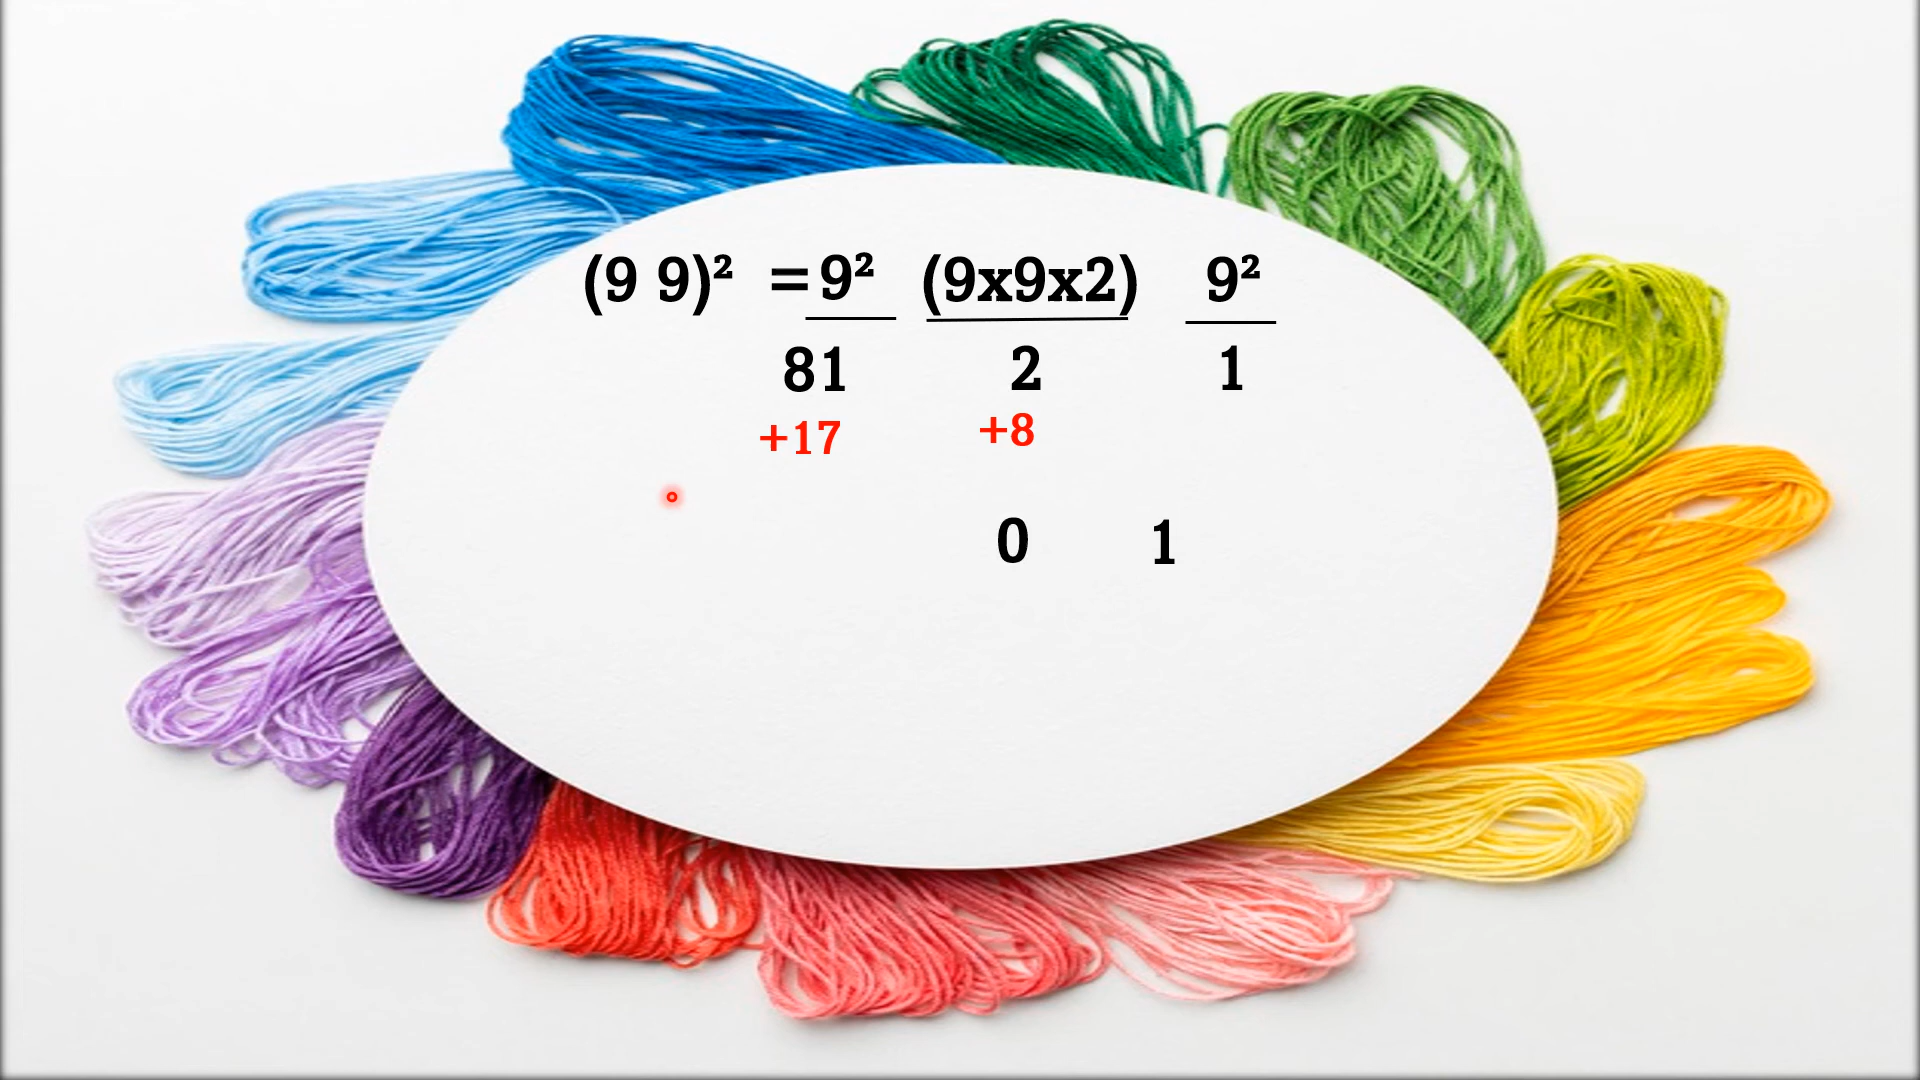 (9 9)² =9² (9x9x2) 9²
81 2 1
+17 +8
0 1